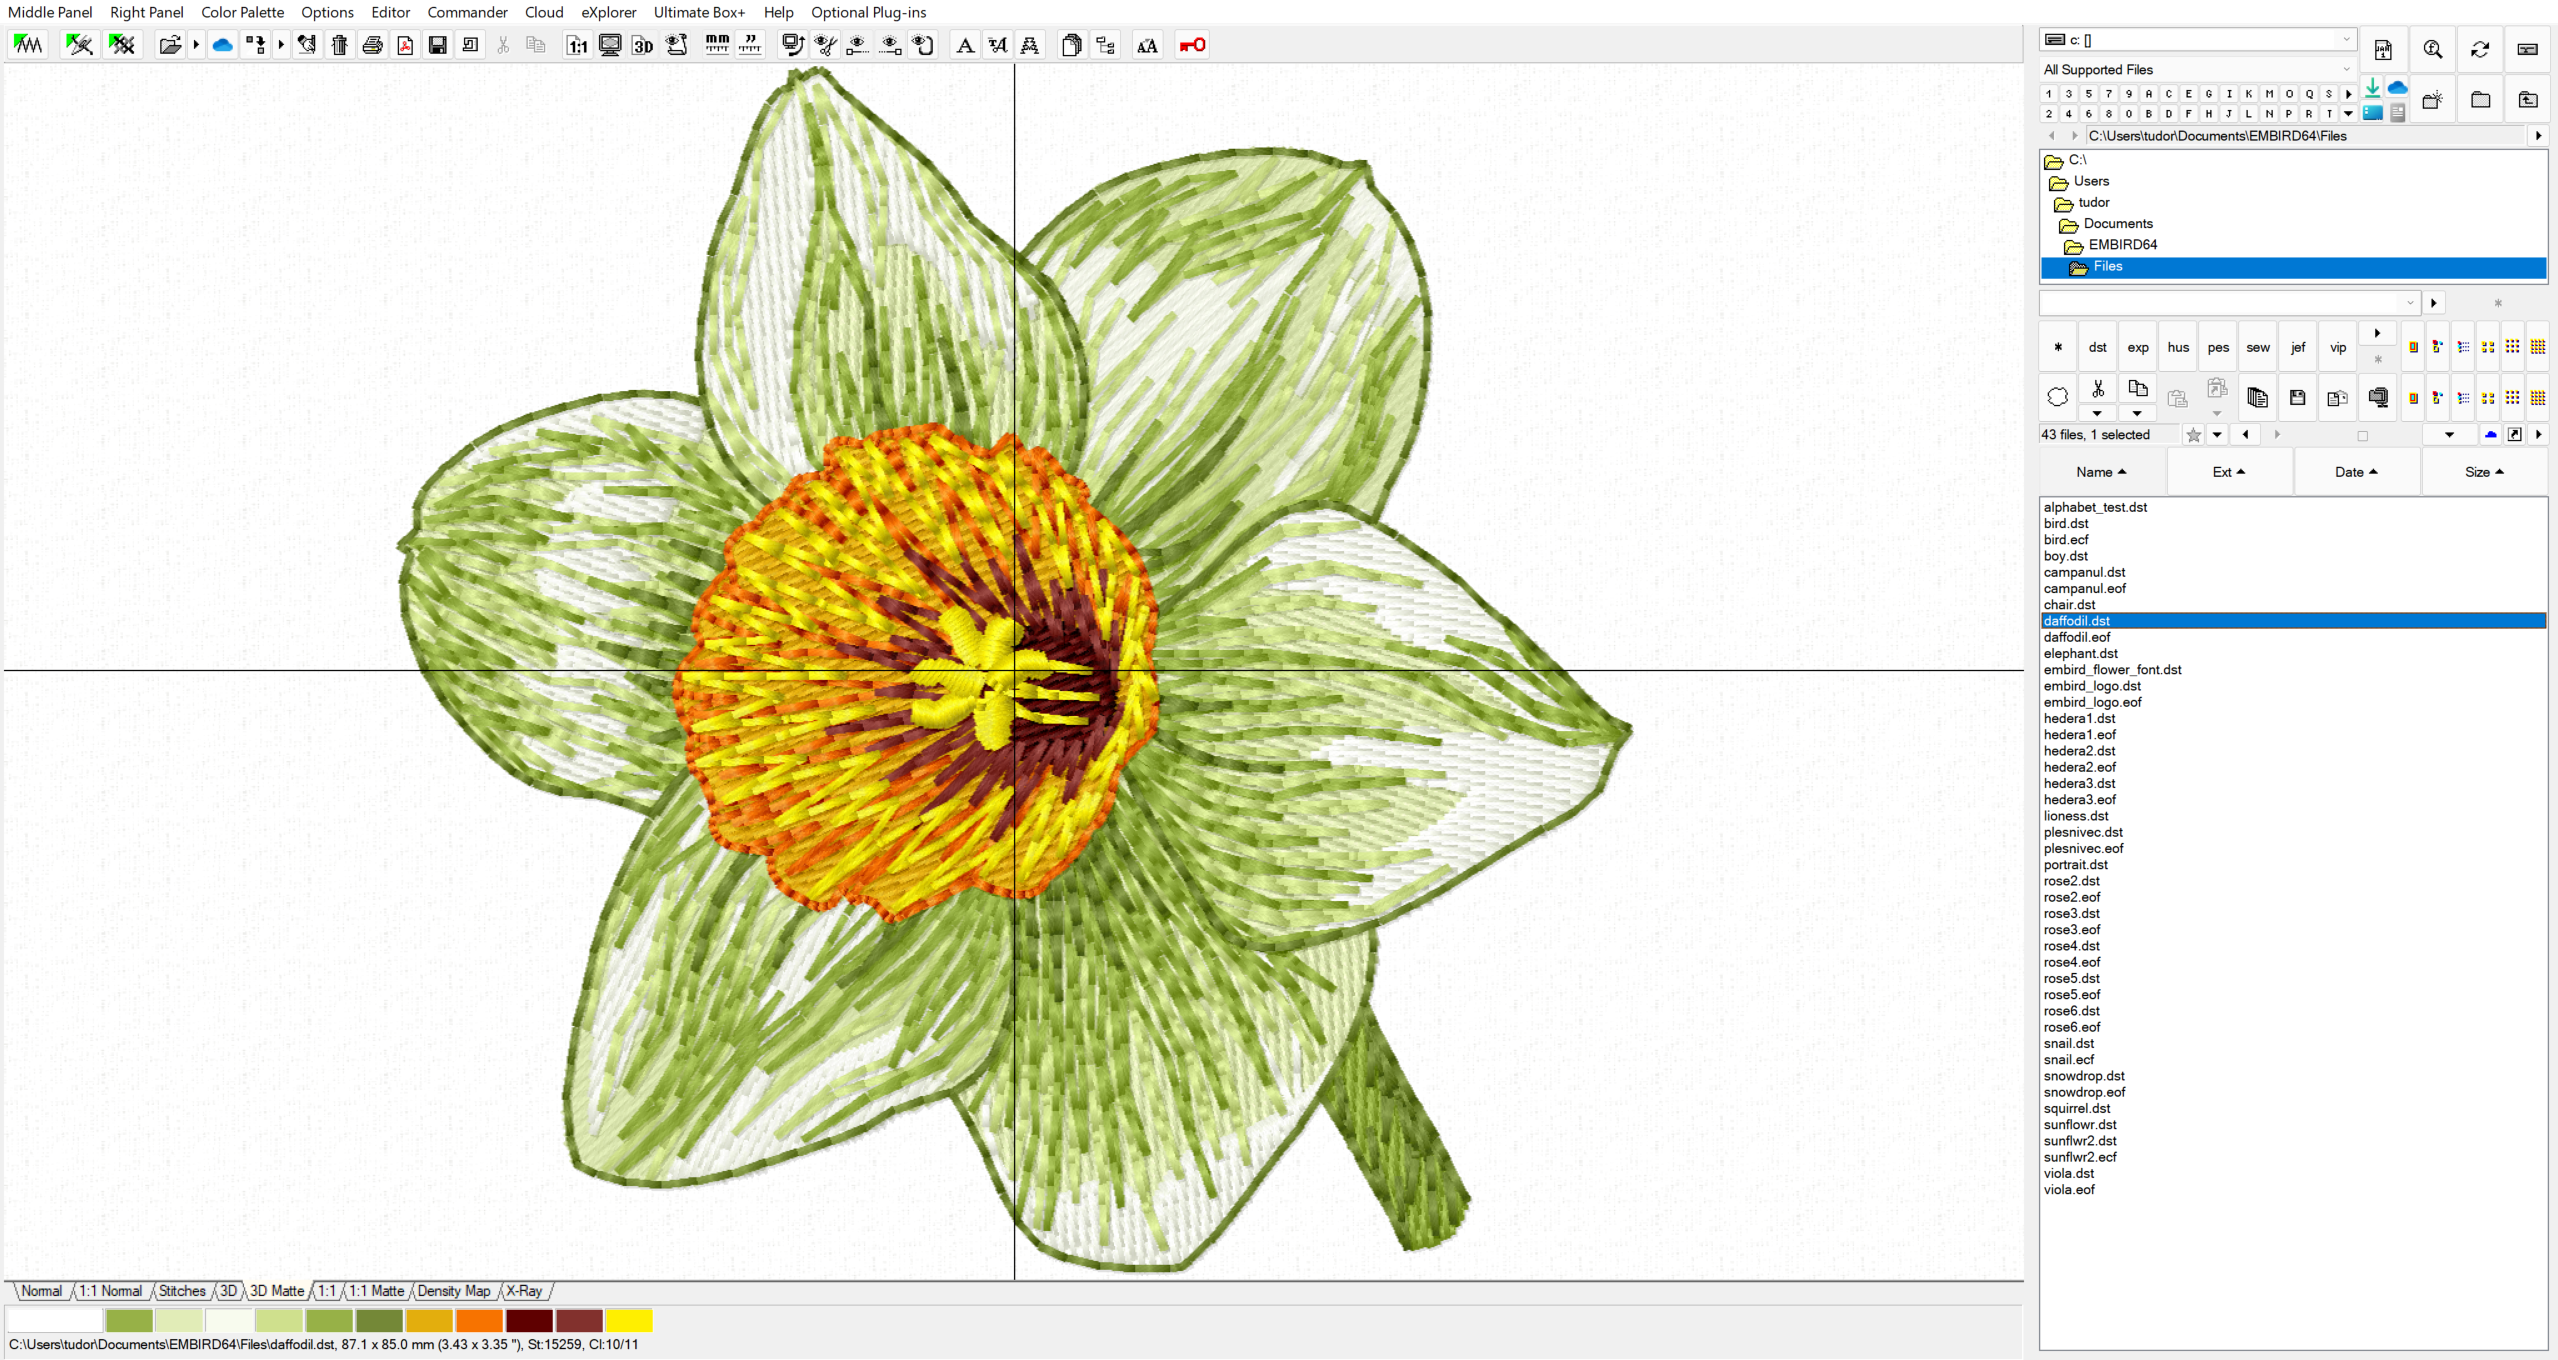 Middle Panel Right Panel Color Palette Options Editor Commander Cloud eXplorer Ultimate Box+ Help Optional Plug-ins
1:1 3D mm A A A AA
c: []
All Supported Files
1 3 5 7 9 A C E G I K M O Q S
2 4 6 8 0 B D F H J L N P R T
C:\Users\tudor\Documents\EMBIRD64\Files
C:\
Users
tudor
Documents
EMBIRD64
Files
* dst exp hus pes sew jef vip
43 files, 1 selected
Name Ext Date Size
alphabet_test.dst
bird.dst
bird.ecf
boy.dst
campanul.dst
campanul.eof
chair.dst
daffodil.dst
daffodil.eof
elephant.dst
embird_flower_font.dst
embird_logo.dst
embird_logo.eof
hedera1.dst
hedera1.eof
hedera2.dst
hedera2.eof
hedera3.dst
hedera3.eof
lioness.dst
plesnivec.dst
plesnivec.eof
portrait.dst
rose2.dst
rose2.eof
rose3.dst
rose3.eof
rose4.dst
rose4.eof
rose5.dst
rose5.eof
rose6.dst
rose6.eof
snail.dst
snail.ecf
snowdrop.dst
snowdrop.eof
squirrel.dst
sunflowr.dst
sunflwr2.dst
sunflwr2.ecf
viola.dst
viola.eof
Normal 1:1 Normal Stitches 3D 3D Matte 1:1 1:1 Matte Density Map X-Ray
C:\Users\tudor\Documents\EMBIRD64\Files\daffodil.dst, 87.1 x 85.0 mm (3.43 x 3.35 "), St:15259, Cl:10/11